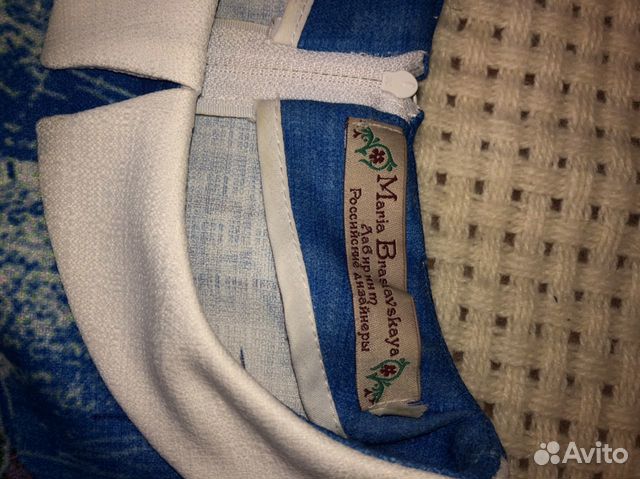 Maria Braslavskaya
Лабиринт
Российские дизайнеры
Avito